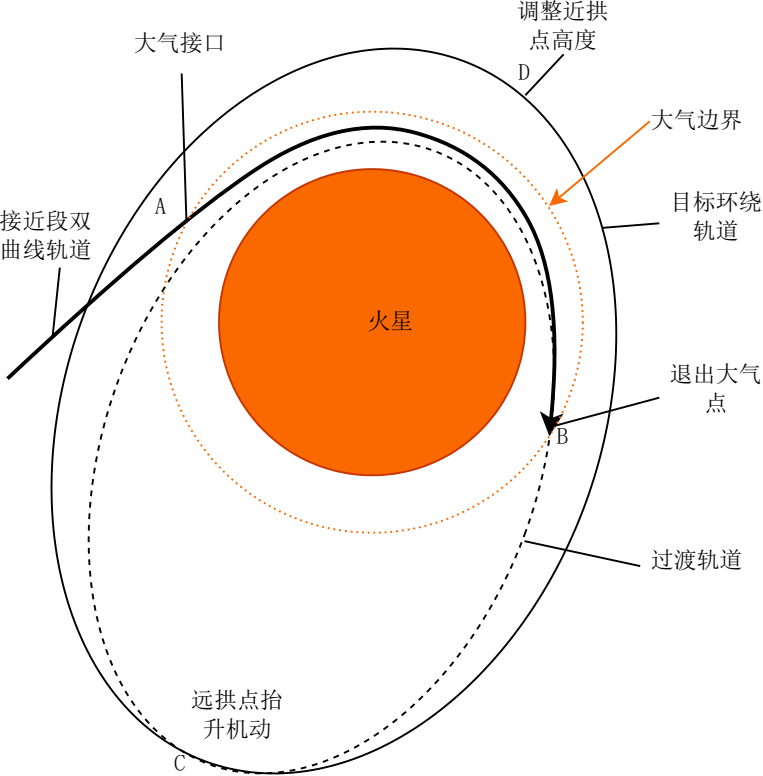 调整近拱
点高度
大气接口
D
大气边界
A
接近段双
曲线轨道
目标环绕
轨道
火星
退出大气
点
B
过渡轨道
远拱点抬
升机动
C